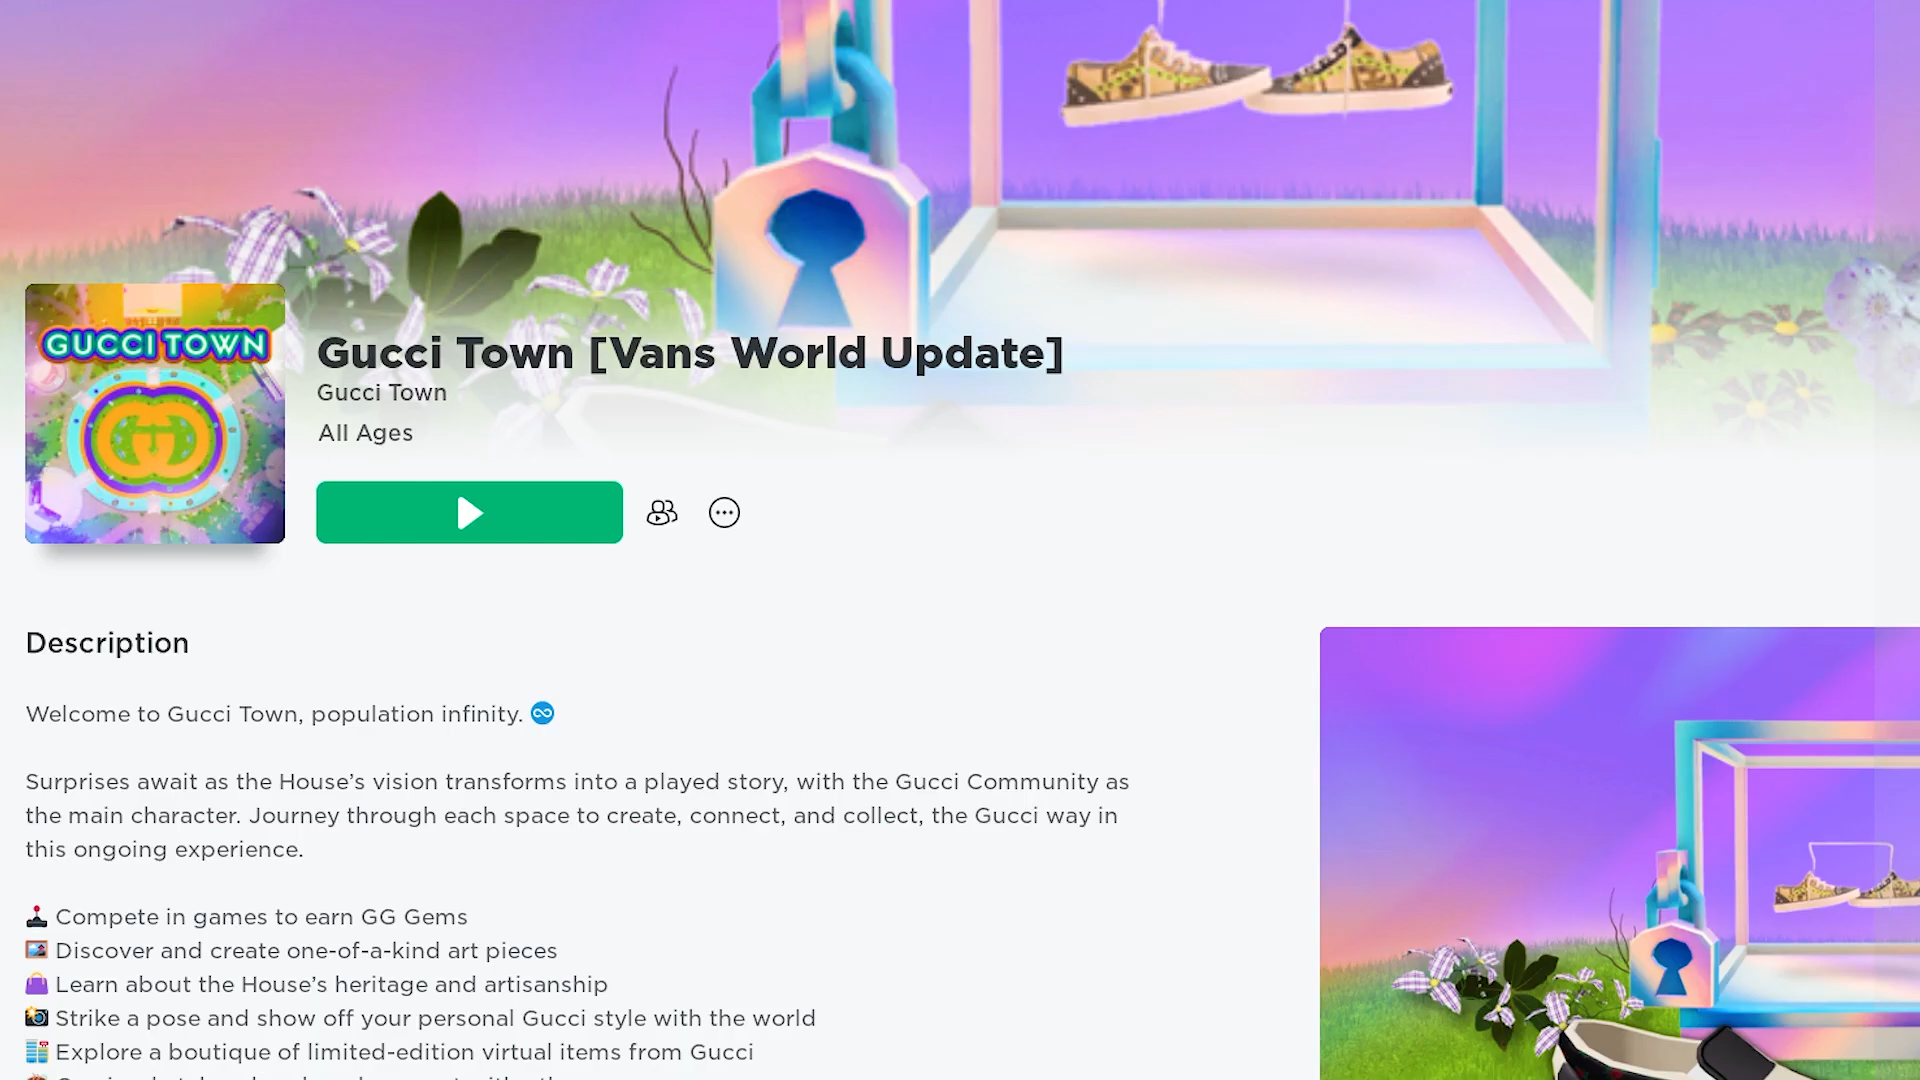 GUCCI TOWN
Gucci Town [Vans World Update]
Gucci Town
All Ages
Description
Welcome to Gucci Town, population infinity. ♾️
Surprises await as the House’s vision transforms into a played story, with the Gucci Community as
the main character. Journey through each space to create, connect, and collect, the Gucci way in
this ongoing experience.
🕹️ Compete in games to earn GG Gems
🖼️ Discover and create one-of-a-kind art pieces
👜 Learn about the House’s heritage and artisanship
📸 Strike a pose and show off your personal Gucci style with the world
🏬 Explore a boutique of limited-edition virtual items from Gucci